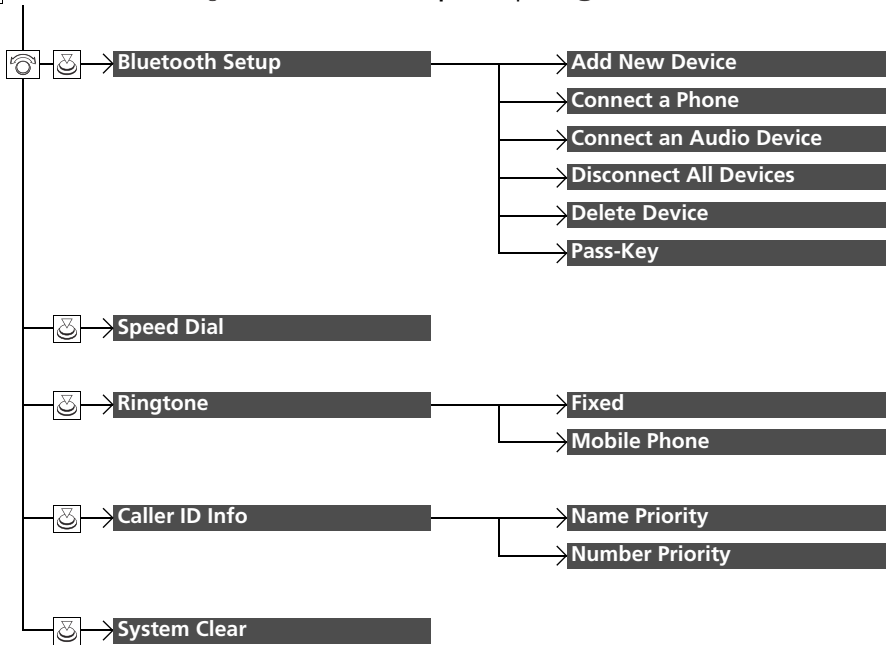 Bluetooth Setup
Add New Device
Connect a Phone
Connect an Audio Device
Disconnect All Devices
Delete Device
Pass-Key
Speed Dial
Ringtone
Fixed
Mobile Phone
Caller ID Info
Name Priority
Number Priority
System Clear